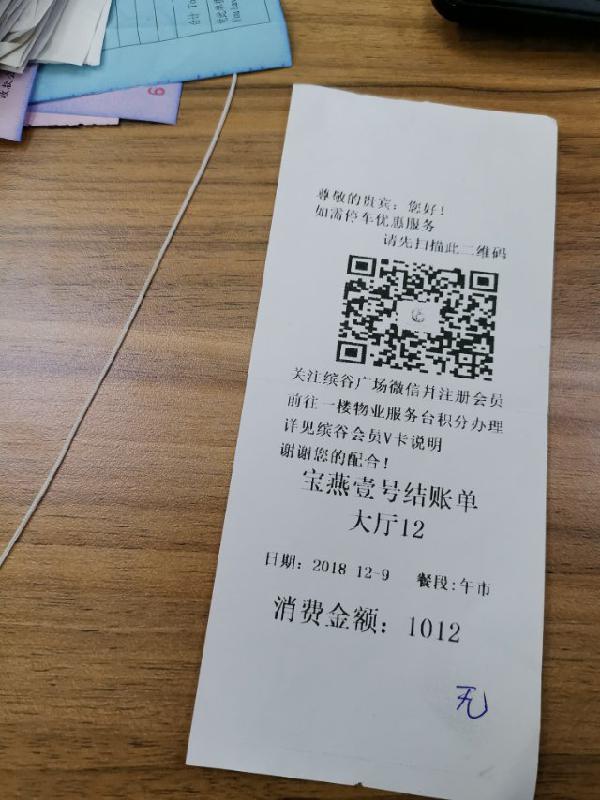 合计
尊敬的贵宾：您好！
如需停车优惠服务
请先扫描此二维码
关注缤谷广场微信并注册会员
前往一楼物业服务台积分办理
详见缤谷会员V卡说明
谢谢您的配合！
宝燕壹号结账单
大厅12
日期：2018 12-9 餐段:午市
消费金额：1012
无